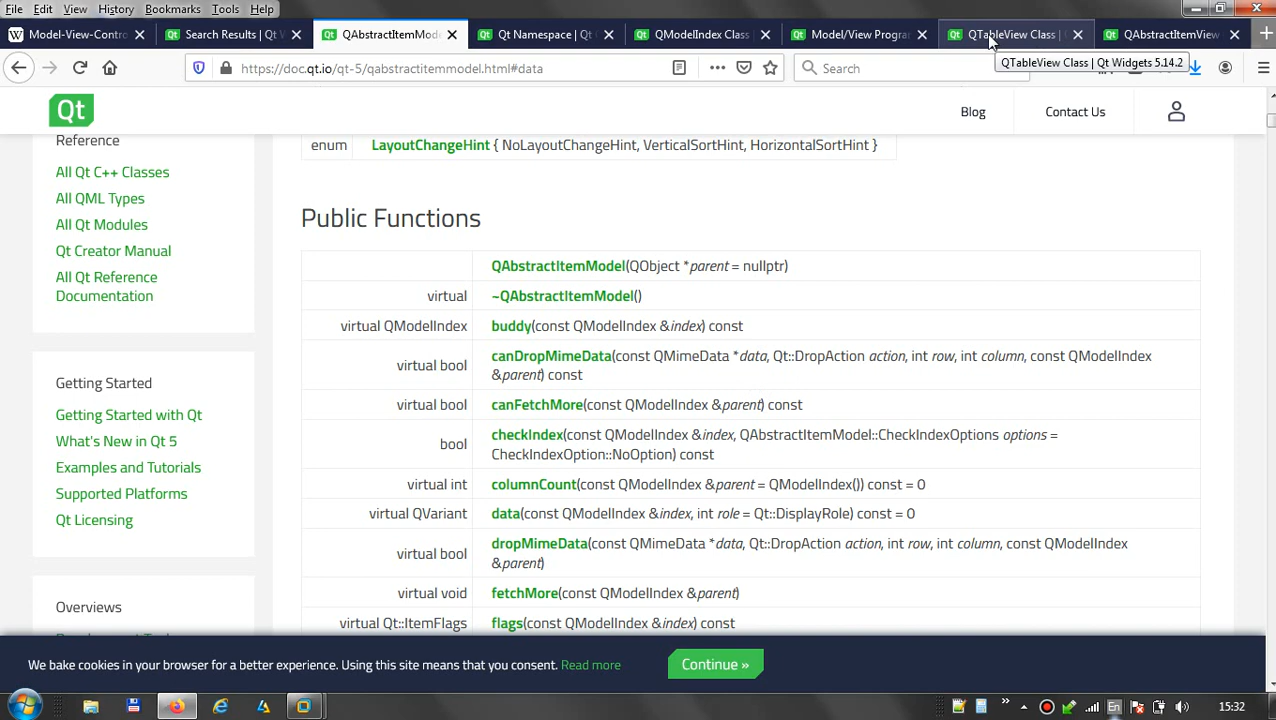 File Edit View History Bookmarks Tools Help
Model-View-Contro
Search Results | Qt W
QAbstractItemMode
Qt Namespace | Qt C
QModelIndex Class |
Model/View Program
QTableView Class |
QAbstractItemView
https://doc.qt.io/qt-5/qabstractitemmodel.html#data
Search
QTableView Class | Qt Widgets 5.14.2
Qt
Blog
Contact Us
Reference
All Qt C++ Classes
All QML Types
All Qt Modules
Qt Creator Manual
All Qt Reference
Documentation
Getting Started
Getting Started with Qt
What's New in Qt 5
Examples and Tutorials
Supported Platforms
Qt Licensing
Overviews
enum LayoutChangeHint { NoLayoutChangeHint, VerticalSortHint, HorizontalSortHint }
Public Functions
QAbstractItemModel(QObject *parent = nullptr)
virtual ~QAbstractItemModel()
virtual QModelIndex buddy(const QModelIndex &index) const
virtual bool canDropMimeData(const QMimeData *data, Qt::DropAction action, int row, int column, const QModelIndex
&parent) const
virtual bool canFetchMore(const QModelIndex &parent) const
bool checkIndex(const QModelIndex &index, QAbstractItemModel::CheckIndexOptions options =
CheckIndexOption::NoOption) const
virtual int columnCount(const QModelIndex &parent = QModelIndex()) const = 0
virtual QVariant data(const QModelIndex &index, int role = Qt::DisplayRole) const = 0
virtual bool dropMimeData(const QMimeData *data, Qt::DropAction action, int row, int column, const QModelIndex
&parent)
virtual void fetchMore(const QModelIndex &parent)
virtual Qt::ItemFlags flags(const QModelIndex &index) const
We bake cookies in your browser for a better experience. Using this site means that you consent. Read more
Continue »
En
15:32